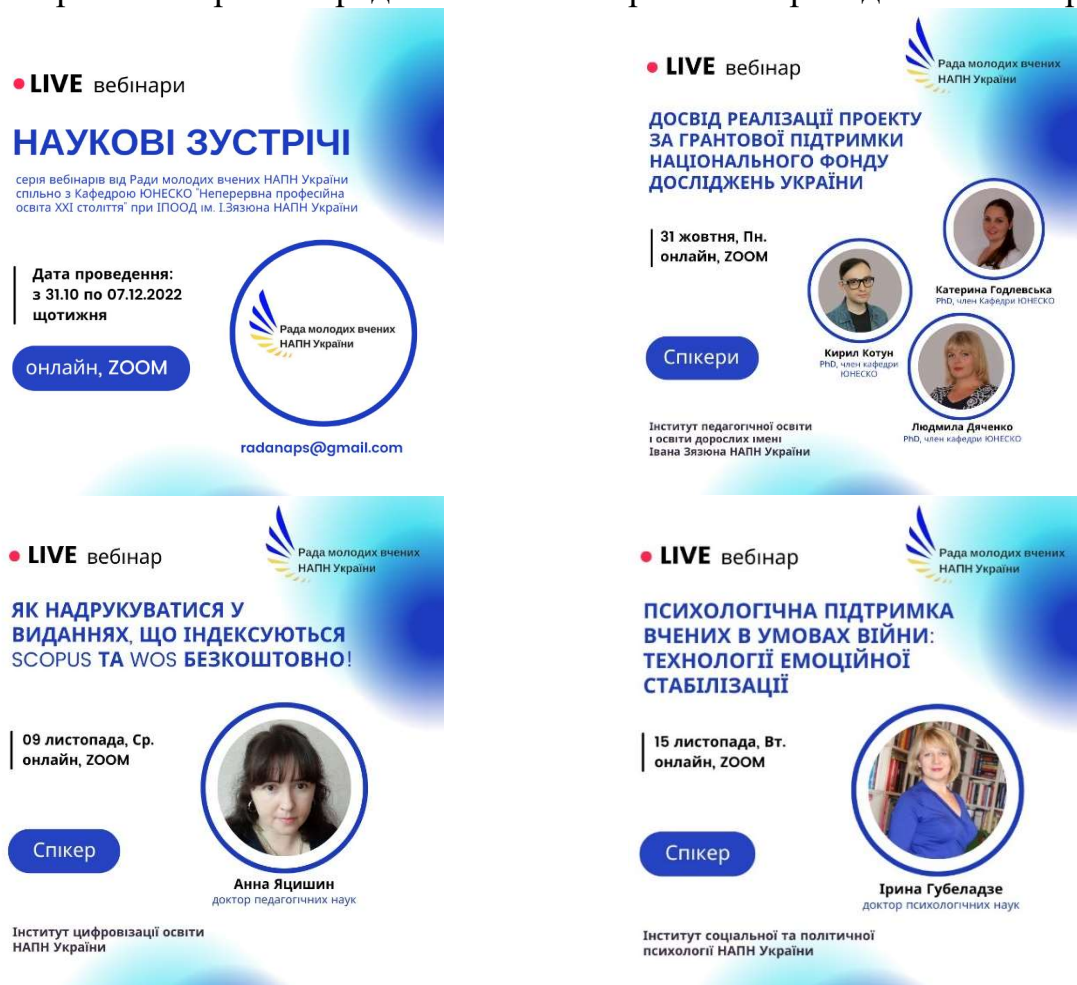 LIVE вебінари
НАУКОВІ ЗУСТРІЧІ
серія вебінарів від Ради молодих вчених НАПН України
спільно з Кафедрою ЮНЕСКО "Неперервна професійна
освіта ХХІ століття" при ІПООД ім. І.Зязюна НАПН України
Дата проведення:
з 31.10 по 07.12.2022
щотижня
онлайн, ZOOM
Рада молодих вчених
НАПН України
radanaps@gmail.com
LIVE вебінар
Рада молодих вчених
НАПН України
ДОСВІД РЕАЛІЗАЦІЇ ПРОЕКТУ
ЗА ГРАНТОВОЇ ПІДТРИМКИ
НАЦІОНАЛЬНОГО ФОНДУ
ДОСЛІДЖЕНЬ УКРАЇНИ
31 жовтня, Пн.
онлайн, ZOOM
Катерина Годлевська
PhD, член Кафедри ЮНЕСКО
Спікери
Кирил Котун
PhD, член кафедри
ЮНЕСКО
Людмила Дяченко
PhD, член кафедри ЮНЕСКО
Інститут педагогічної освіти
і освіти дорослих імені
Івана Зязюна НАПН України
LIVE вебінар
Рада молодих вчених
НАПН України
ЯК НАДРУКУВАТИСЯ У
ВИДАННЯХ, ЩО ІНДЕКСУЮТЬСЯ
SCOPUS ТА WOS БЕЗКОШТОВНО!
09 листопада, Ср.
онлайн, ZOOM
Спікер
Анна Яцишин
доктор педагогічних наук
Інститут цифровізації освіти
НАПН України
LIVE вебінар
Рада молодих вчених
НАПН України
ПСИХОЛОГІЧНА ПІДТРИМКА
ВЧЕНИХ В УМОВАХ ВІЙНИ:
ТЕХНОЛОГІЇ ЕМОЦІЙНОЇ
СТАБІЛІЗАЦІЇ
15 листопада, Вт.
онлайн, ZOOM
Спікер
Ірина Губеладзе
доктор психологічних наук
Інститут соціальної та політичної
психології НАПН України